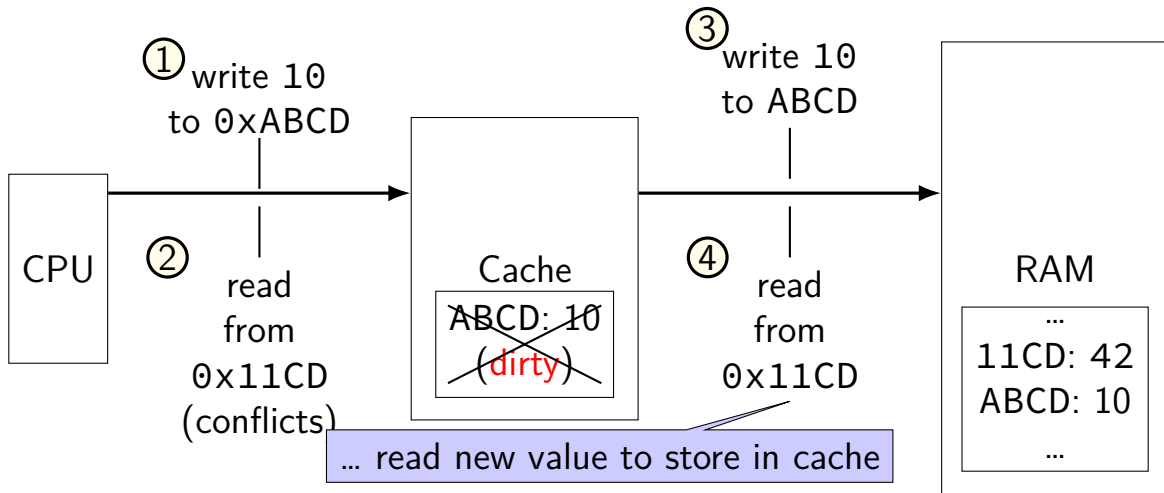 ①
write 10
to 0xABCD
③
write 10
to ABCD
CPU
②
read
from
0x11CD
(conflicts)
Cache
ABCD: 10
(dirty)
④
read
from
0x11CD
... read new value to store in cache
RAM
...
11CD: 42
ABCD: 10
...